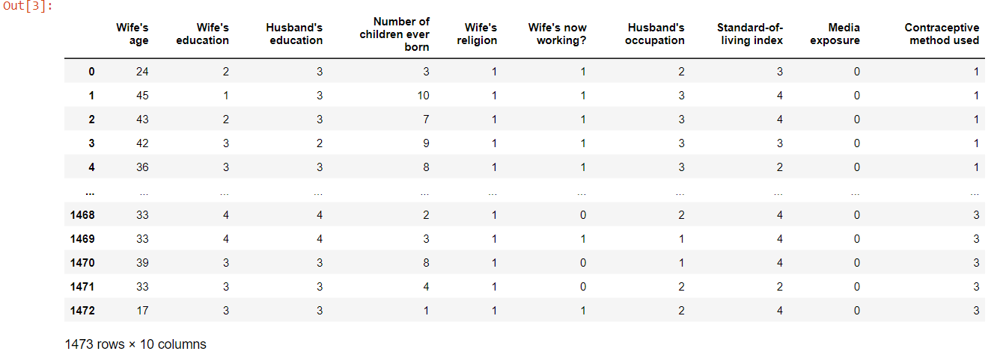 Out[3]:
Wife's age Wife's education Husband's education Number of children ever born Wife's religion Wife's now working? Husband's occupation Standard-of-living index Media exposure Contraceptive method used
0 24 2 3 3 1 1 2 3 0 1
1 45 1 3 10 1 1 3 4 0 1
2 43 2 3 7 1 1 3 4 0 1
3 42 3 2 9 1 1 3 3 0 1
4 36 3 3 8 1 1 3 2 0 1
... ... ... ... ... ... ... ... ... ... ...
1468 33 4 4 2 1 0 2 4 0 3
1469 33 4 4 3 1 1 1 4 0 3
1470 39 3 3 8 1 0 1 4 0 3
1471 33 3 3 4 1 0 2 2 0 3
1472 17 3 3 1 1 1 2 4 0 3
1473 rows × 10 columns